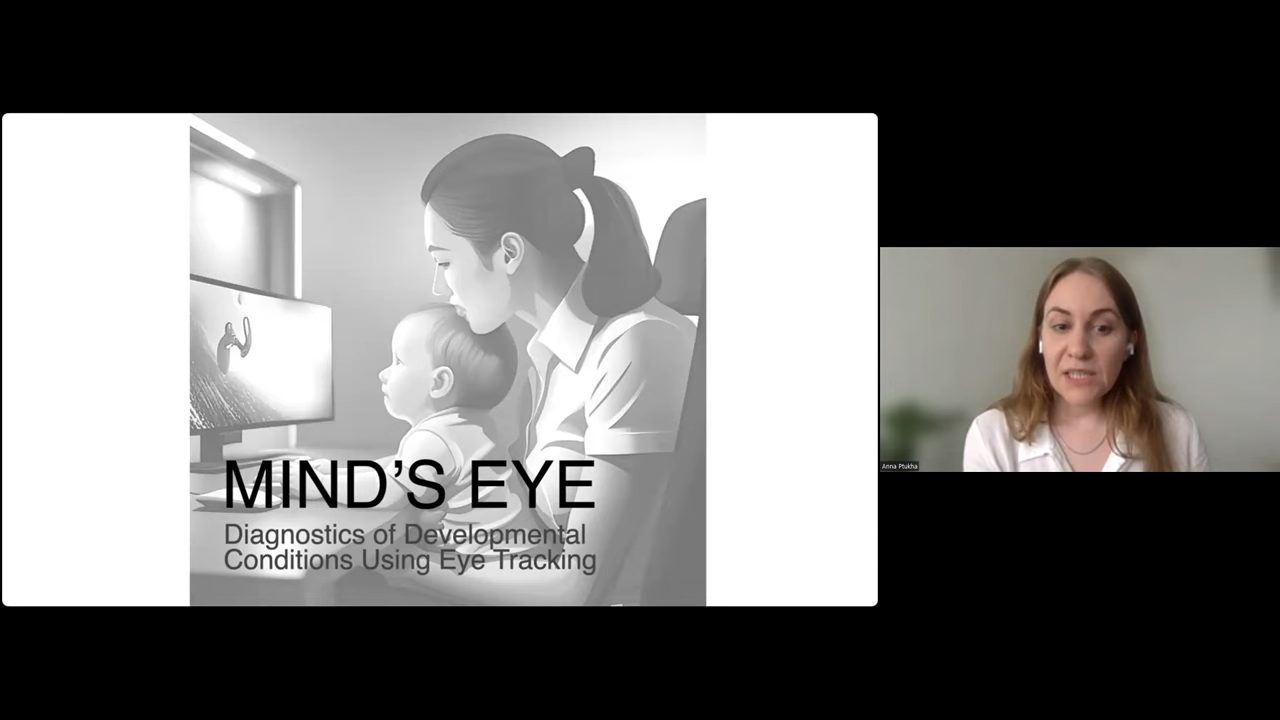 MIND’S EYE
Diagnostics of Developmental
Conditions Using Eye Tracking
Anna Ptukha